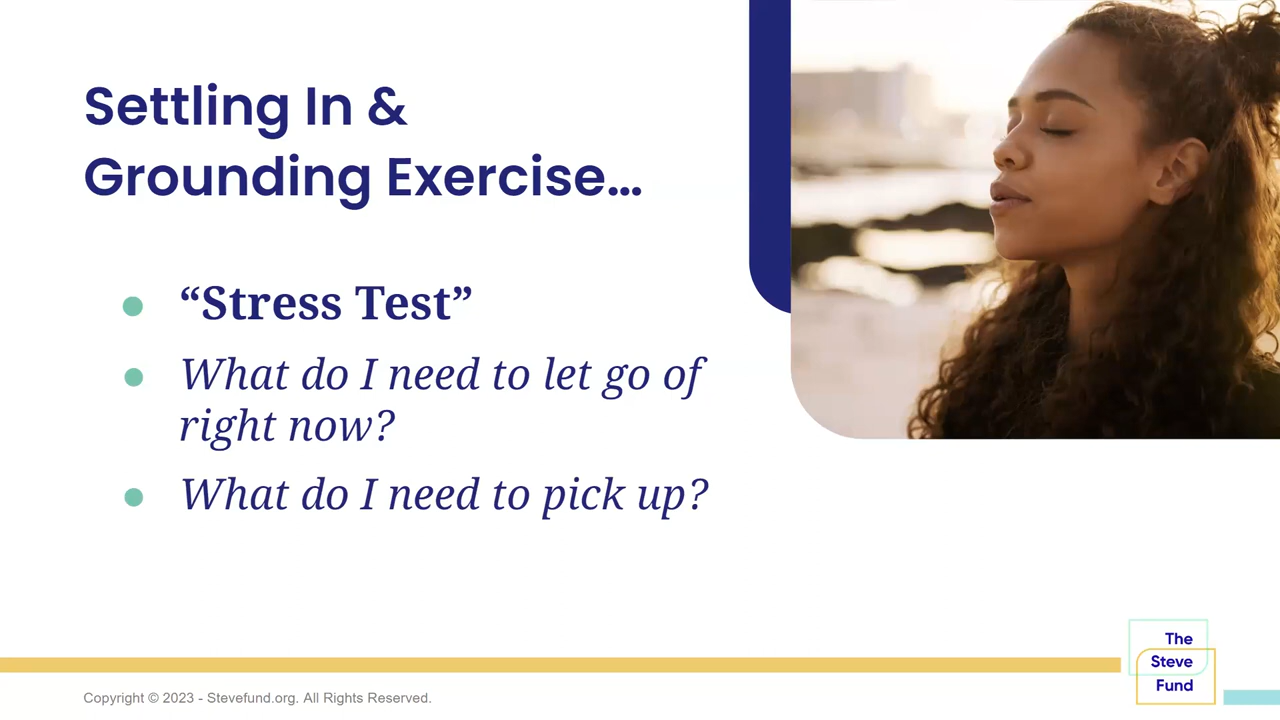 Settling In &
Grounding Exercise…
“Stress Test”
What do I need to let go of
right now?
What do I need to pick up?
The
Steve
Fund
Copyright © 2023 - Stevefund.org. All Rights Reserved.